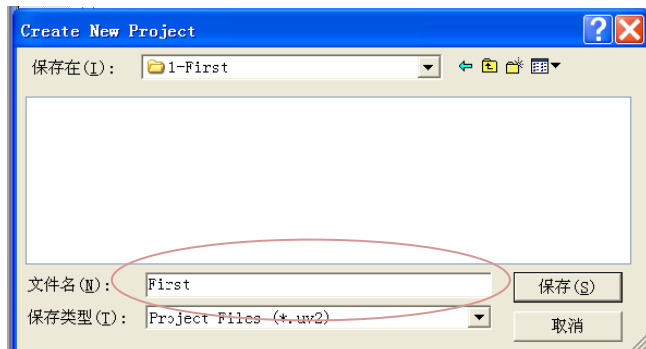 Create New Project
保存在(I): 1-First
文件名(N): First 保存(S)
保存类型(T): Project Files (*.uv2) 取消